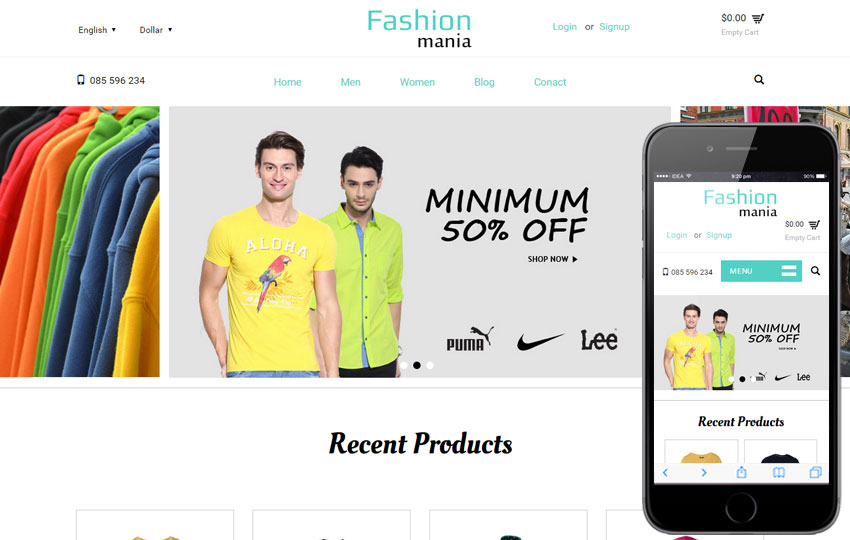 English
Dollar
Fashion
mania
Login or Signup
$0.00
Empty Cart
085 596 234
Home
Men
Women
Blog
Conact
ALOHA
MINIMUM
50% OFF
SHOP NOW
PUMA
Lee
Recent Products
IDEA
9:20 pm
90%
Fashion
mania
$0.00
Login or Signup
Empty Cart
085 596 234
MENU
MINIMUM
50% OFF
SHOP NOW
Lee
Recent Products